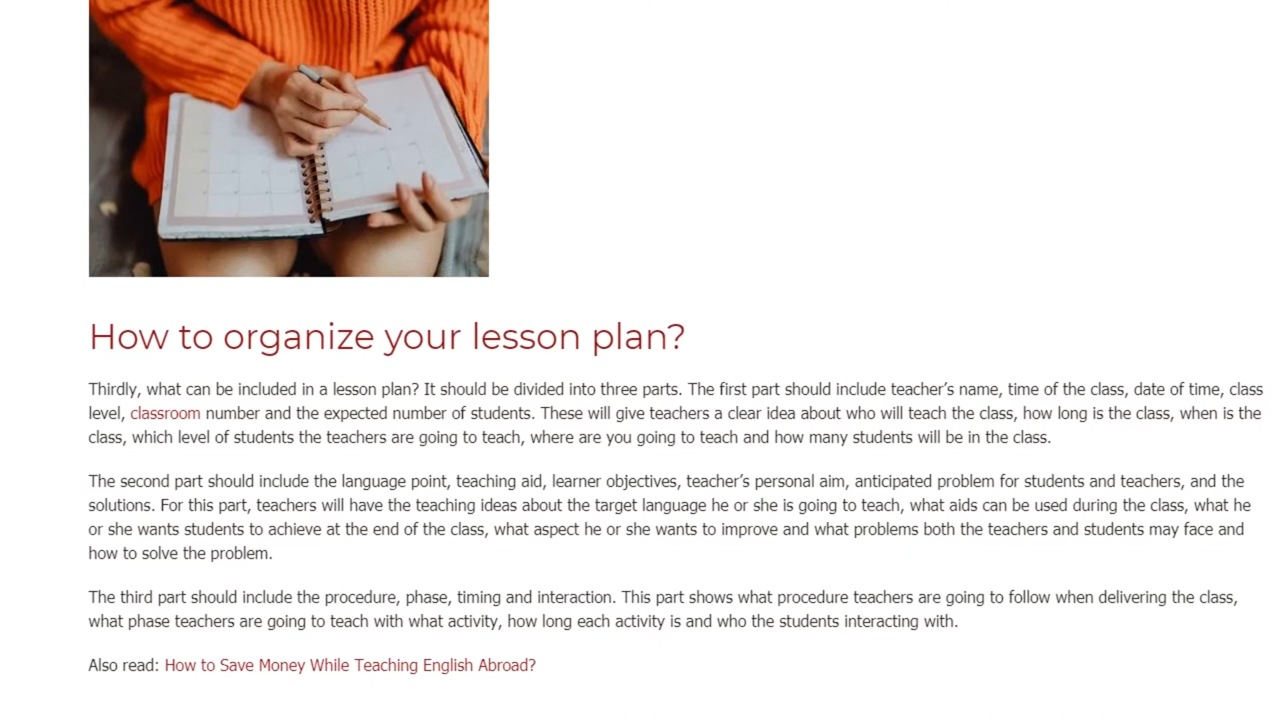 How to organize your lesson plan?
Thirdly, what can be included in a lesson plan? It should be divided into three parts. The first part should include teacher’s name, time of the class, date of time, class
level, classroom number and the expected number of students. These will give teachers a clear idea about who will teach the class, how long is the class, when is the
class, which level of students the teachers are going to teach, where are you going to teach and how many students will be in the class.
The second part should include the language point, teaching aid, learner objectives, teacher’s personal aim, anticipated problem for students and teachers, and the
solutions. For this part, teachers will have the teaching ideas about the target language he or she is going to teach, what aids can be used during the class, what he
or she wants students to achieve at the end of the class, what aspect he or she wants to improve and what problems both the teachers and students may face and
how to solve the problem.
The third part should include the procedure, phase, timing and interaction. This part shows what procedure teachers are going to follow when delivering the class,
what phase teachers are going to teach with what activity, how long each activity is and who the students interacting with.
Also read: How to Save Money While Teaching English Abroad?